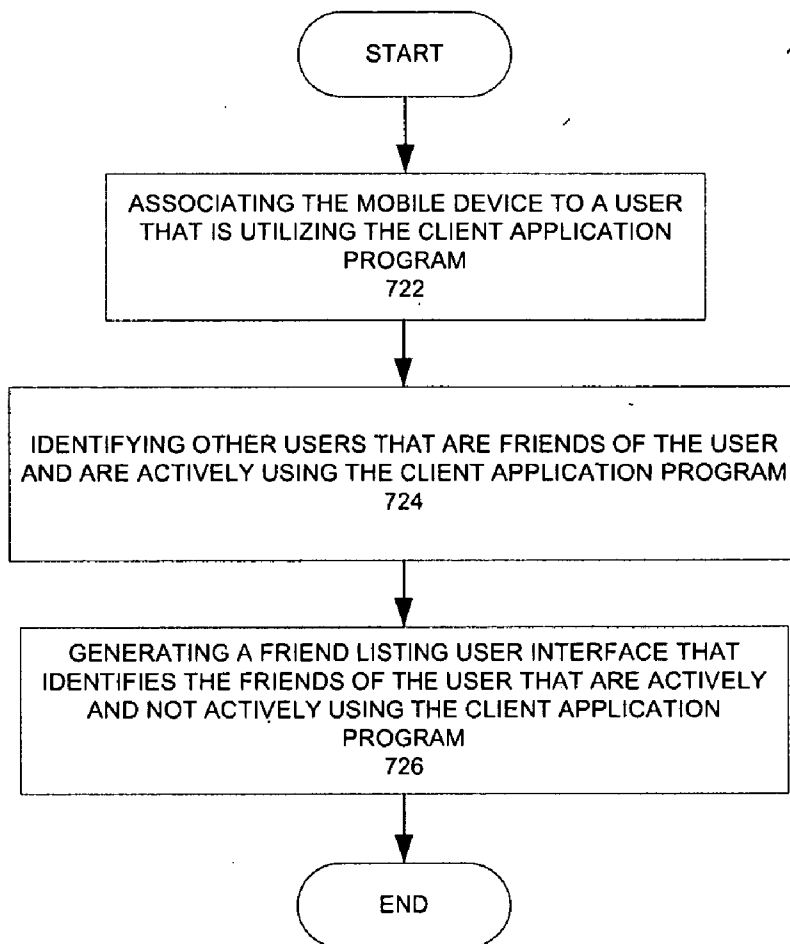 START
ASSOCIATING THE MOBILE DEVICE TO A USER
THAT IS UTILIZING THE CLIENT APPLICATION
PROGRAM
722
IDENTIFYING OTHER USERS THAT ARE FRIENDS OF THE USER
AND ARE ACTIVELY USING THE CLIENT APPLICATION PROGRAM
724
GENERATING A FRIEND LISTING USER INTERFACE THAT
IDENTIFIES THE FRIENDS OF THE USER THAT ARE ACTIVELY
AND NOT ACTIVELY USING THE CLIENT APPLICATION
PROGRAM
726
END